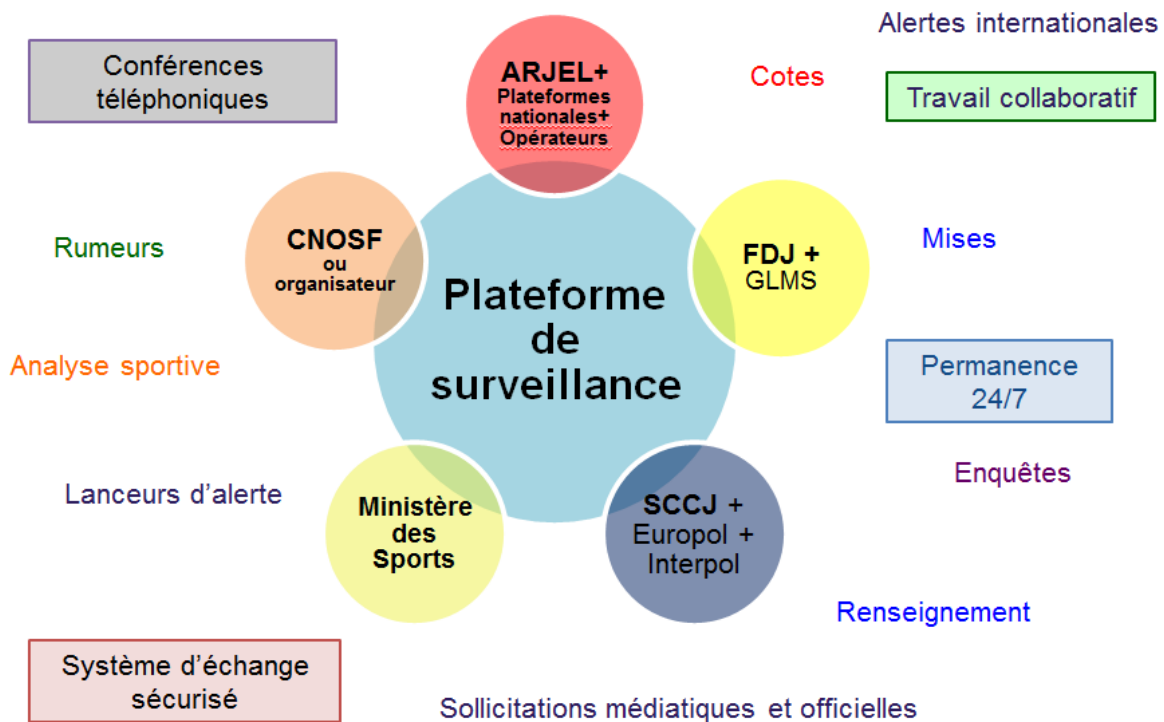 Alertes internationales
Conférences
téléphoniques
ARJEL+
Plateformes
nationales+
Opérateurs
Cotes
Travail collaboratif
Rumeurs
CNOSF
ou
organisateur
FDJ +
GLMS
Mises
Plateforme
de
surveillance
Analyse sportive
Permanence
24/7
Lanceurs d’alerte
Ministère
des
Sports
SCCJ +
Europol +
Interpol
Enquêtes
Renseignement
Système d’échange
sécurisé
Sollicitations médiatiques et officielles